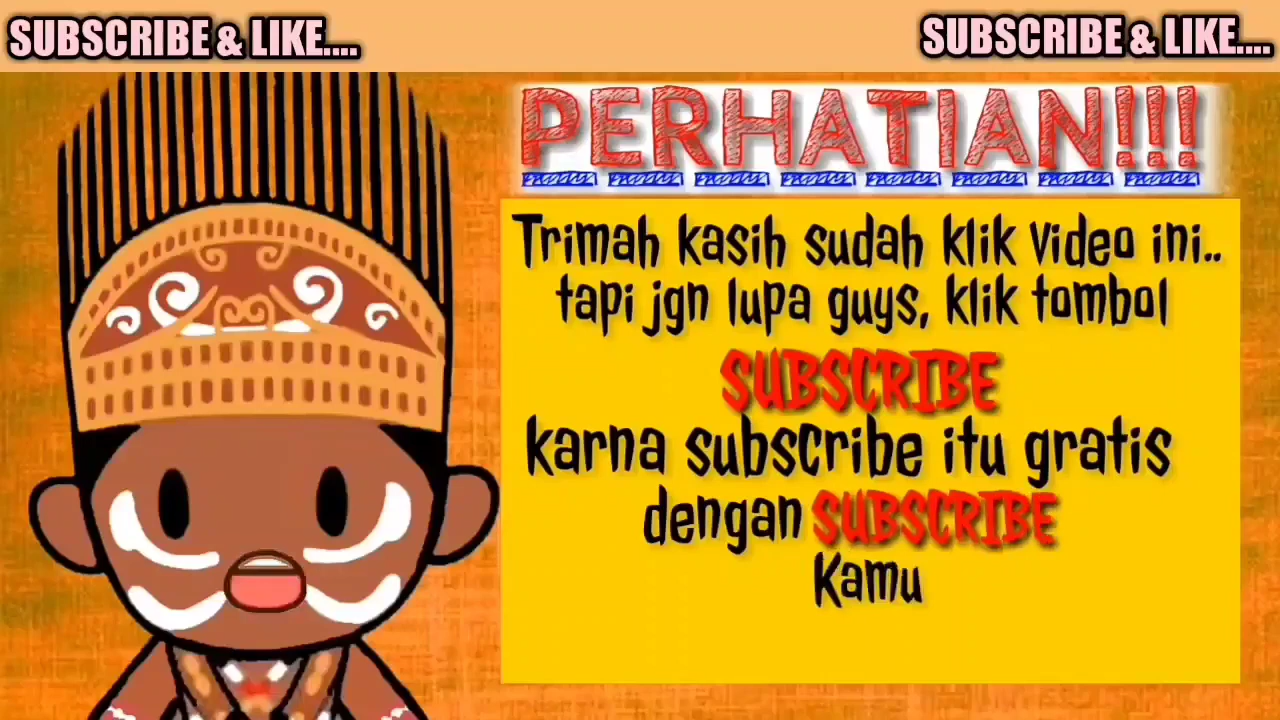 SUBSCRIBE & LIKE....
SUBSCRIBE & LIKE....
PERHATIAN!!!
Trimah kasih sudah klik video ini..
tapi jgn lupa guys, klik tombol
SUBSCRIBE
karna subscribe itu gratis
dengan SUBSCRIBE
Kamu